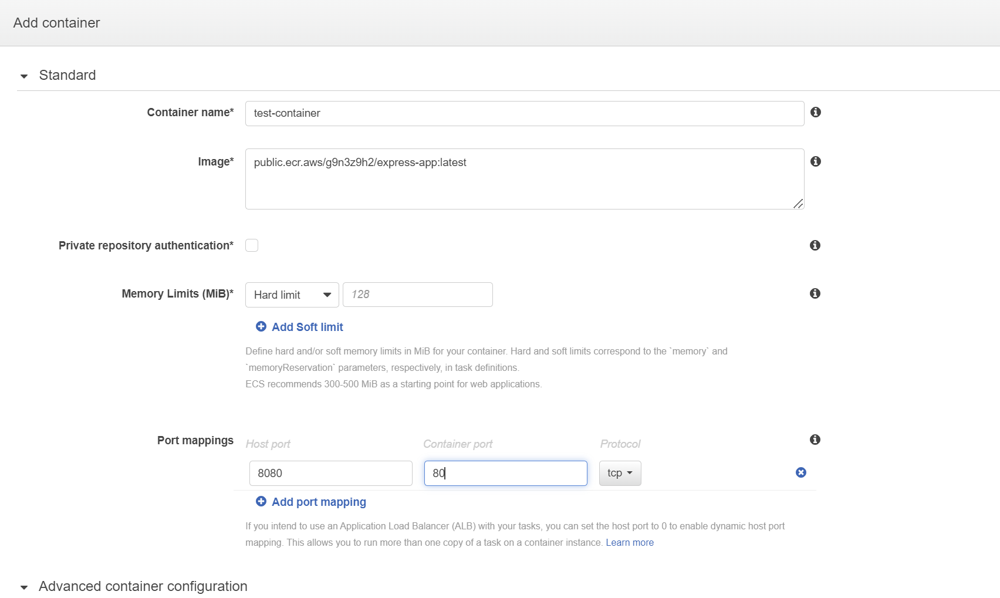 Add container
Standard
Container name*
test-container
Image*
public.ecr.aws/g9n3z9h2/express-app:latest
Private repository authentication*
Memory Limits (MiB)*
Hard limit
128
Add Soft limit
Define hard and/or soft memory limits in MiB for your container. Hard and soft limits correspond to the `memory` and
`memoryReservation` parameters, respectively, in task definitions.
ECS recommends 300-500 MiB as a starting point for web applications.
Port mappings
Host port
Container port
Protocol
8080
80
tcp
Add port mapping
If you intend to use an Application Load Balancer (ALB) with your tasks, you can set the host port to 0 to enable dynamic host port
mapping. This allows you to run more than one copy of a task on a container instance. Learn more
Advanced container configuration